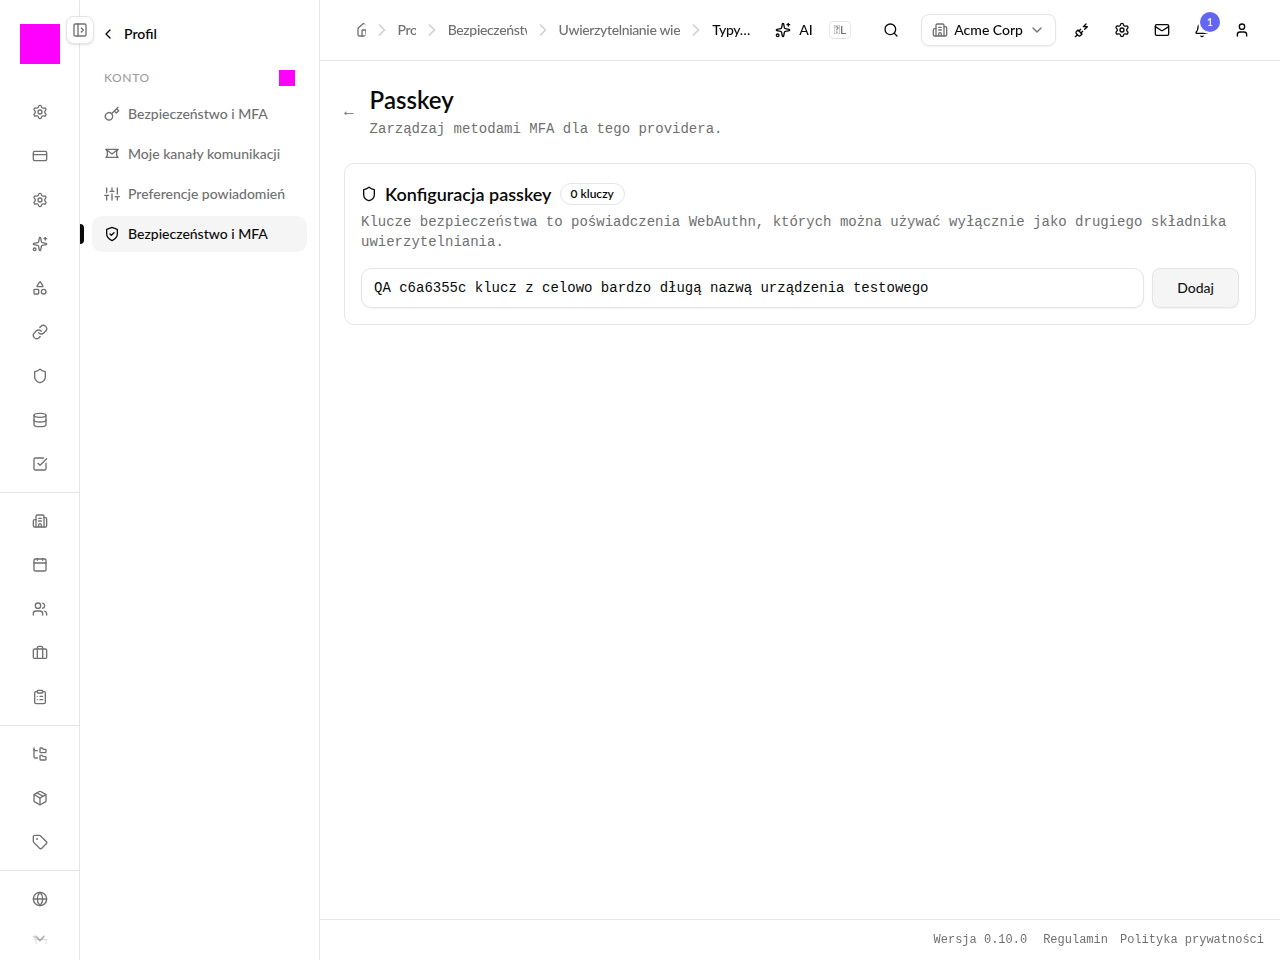 Profil
KONTO
Bezpieczeństwo i MFA
Moje kanały komunikacji
Preferencje powiadomień
Bezpieczeństwo i MFA
Pro
Bezpieczeńst
Uwierzytelnianie wie
Typy...
AI
L
Acme Corp
1
← Passkey
Zarządzaj metodami MFA dla tego providera.
Konfiguracja passkey
0 kluczy
Klucze bezpieczeństwa to poświadczenia WebAuthn, których można używać wyłącznie jako drugiego składnika
uwierzytelniania.
QA c6a6355c klucz z celowo bardzo długą nazwą urządzenia testowego
Dodaj
Wersja 0.10.0 Regulamin Polityka prywatności